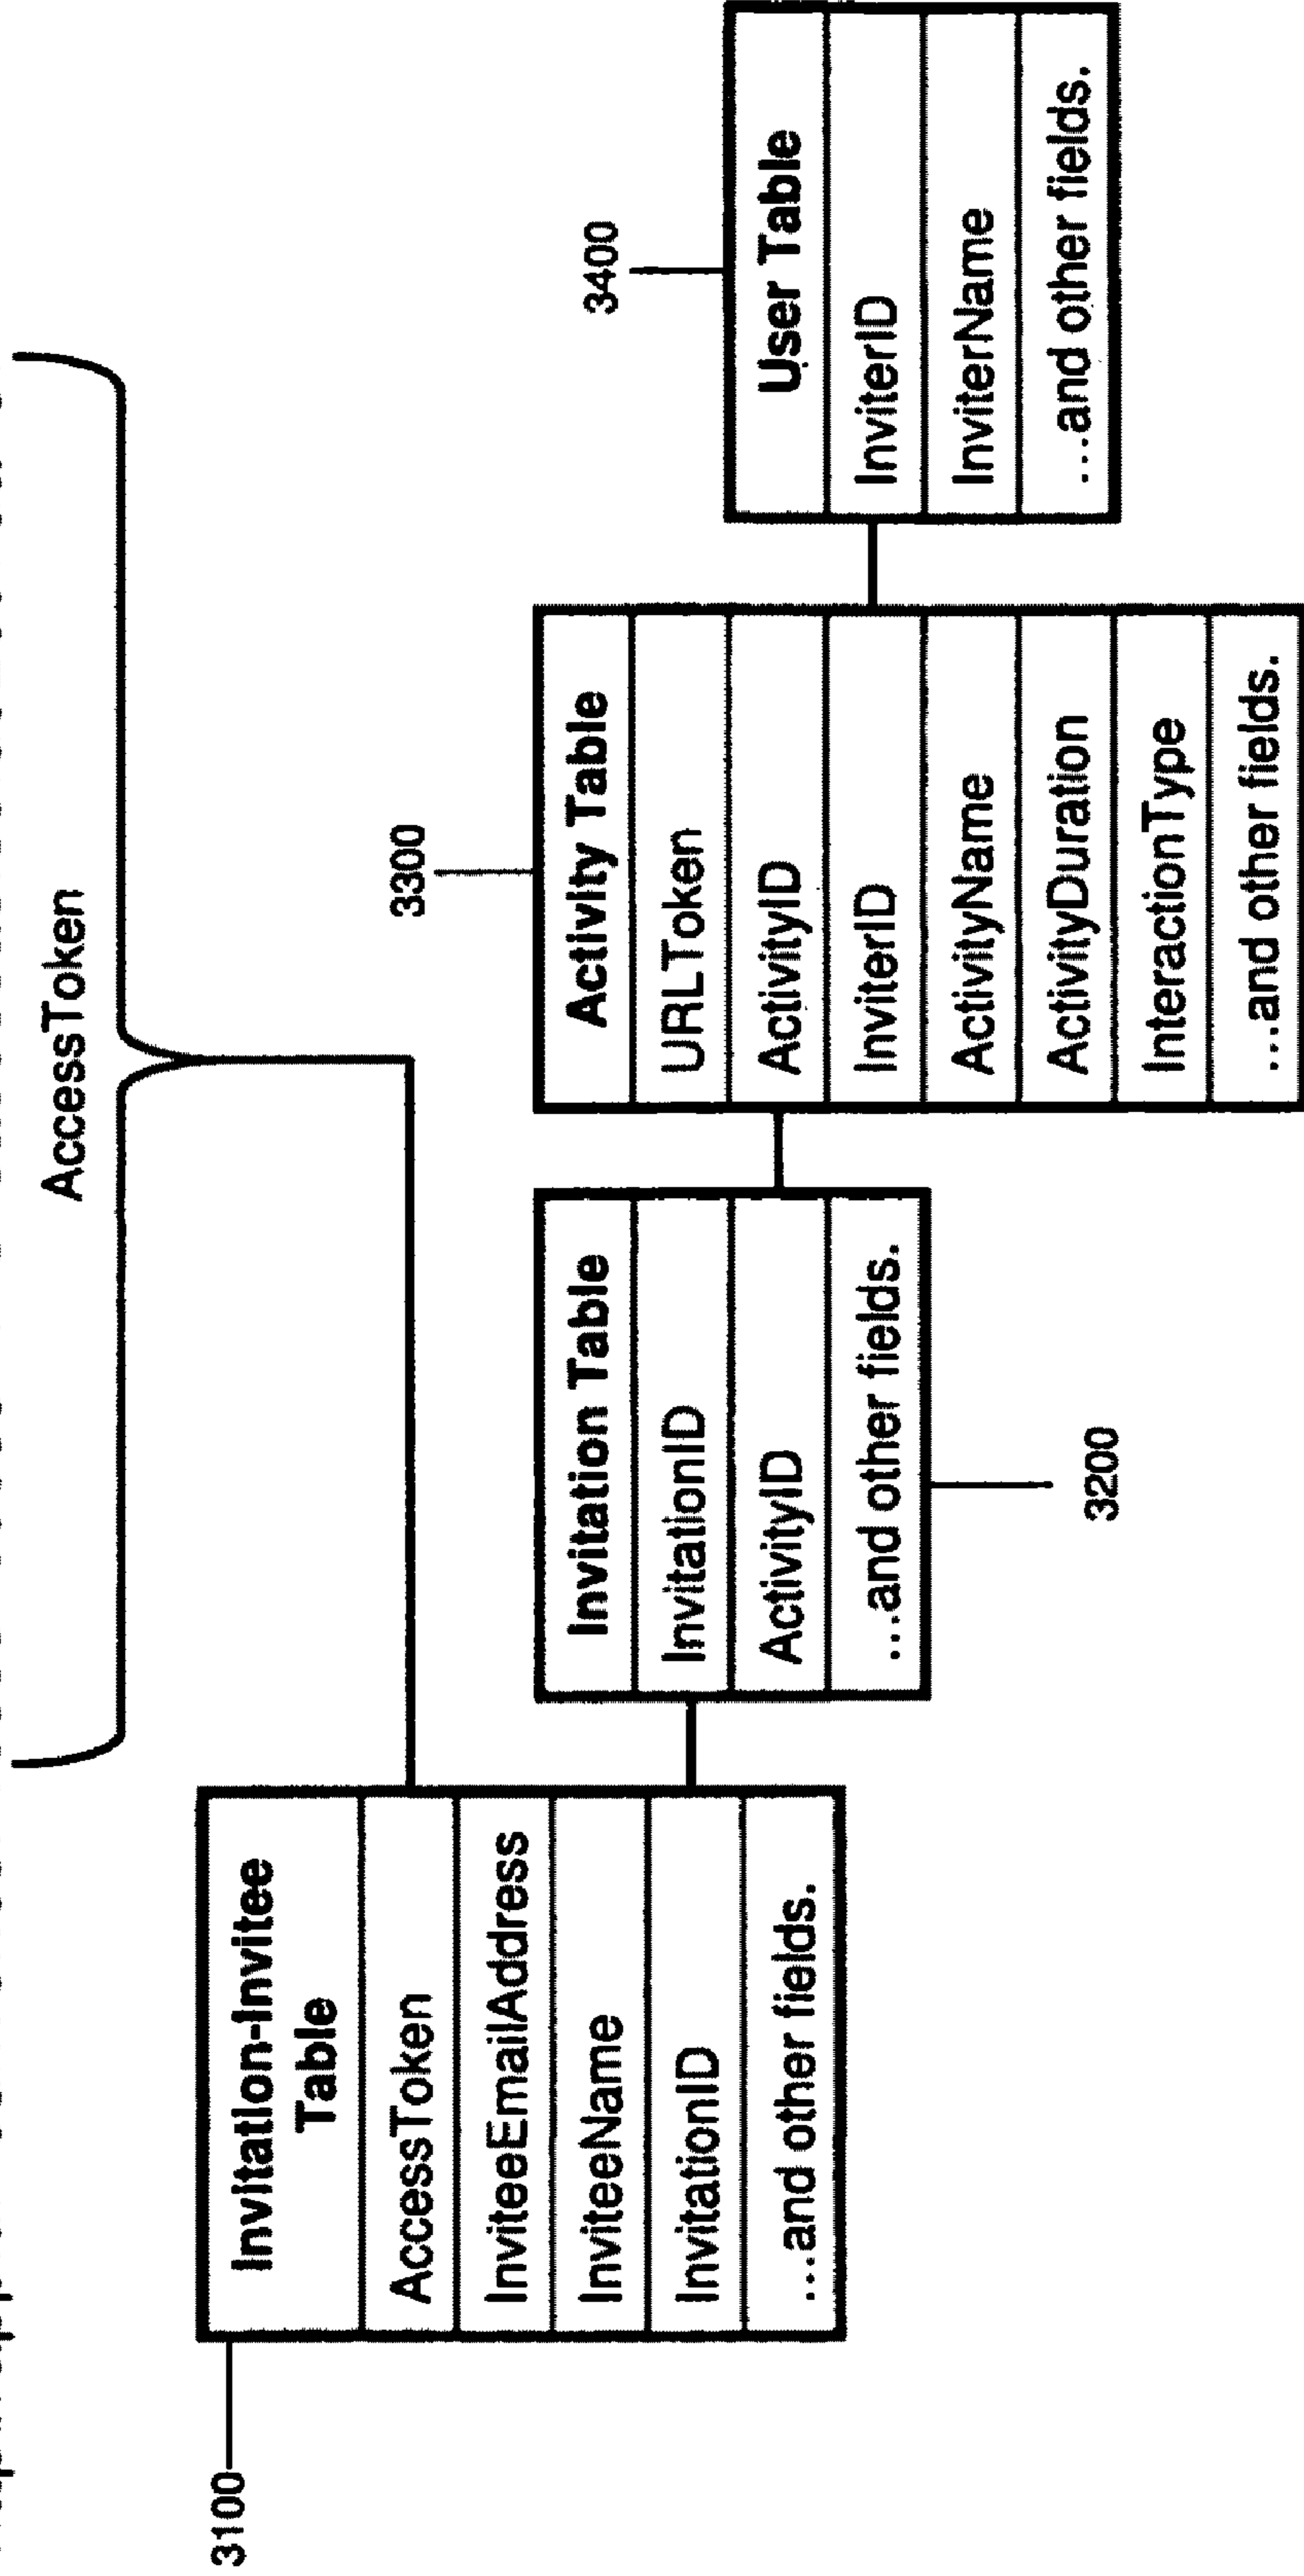 AccessToken
3100
Invitation-Invitee
Table
AccessToken
InviteeEmailAddress
InviteeName
InvitationID
...and other fields.
Invitation Table
InvitationID
ActivityID
...and other fields.
3200
3300
Activity Table
URLToken
ActivityID
InviterID
ActivityName
ActivityDuration
InteractionType
...and other fields.
3400
User Table
InviterID
InviterName
...and other fields.